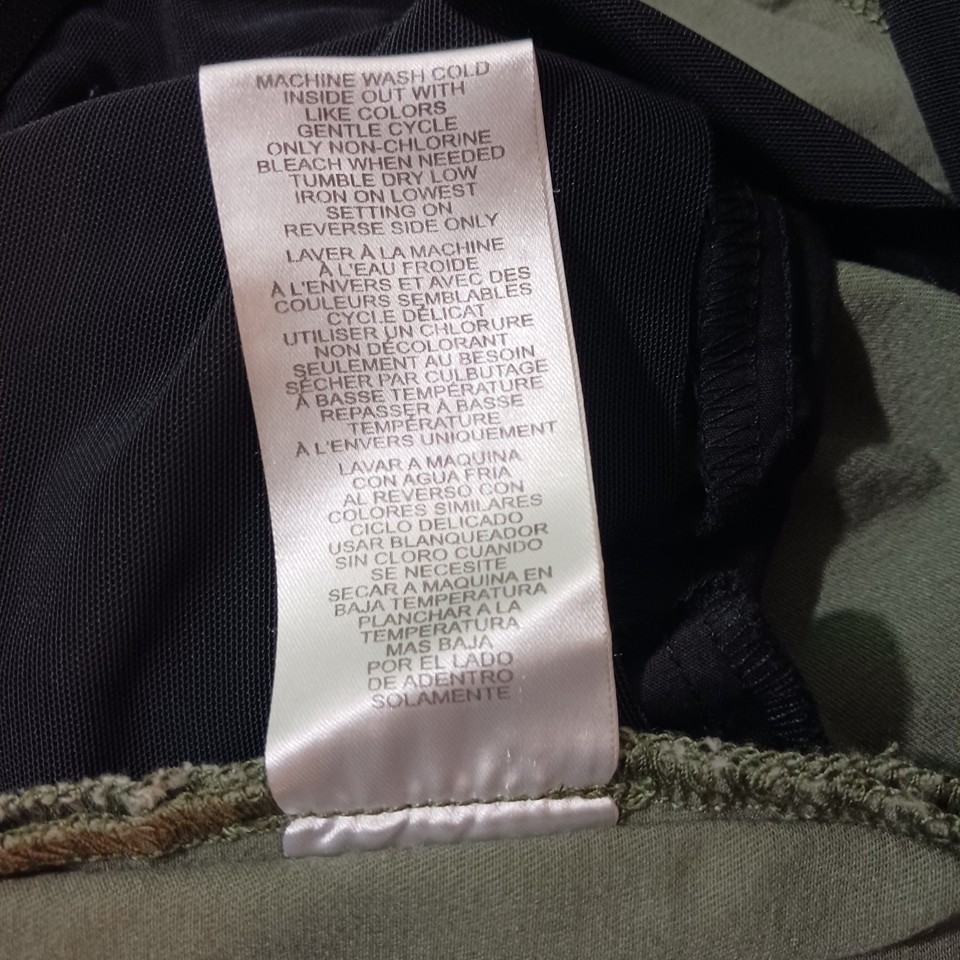 MACHINE WASH COLD
INSIDE OUT WITH
LIKE COLORS
GENTLE CYCLE
ONLY NON-CHLORINE
BLEACH WHEN NEEDED
TUMBLE DRY LOW
IRON ON LOWEST
SETTING ON
REVERSE SIDE ONLY
LAVER À LA MACHINE
À L'EAU FROIDE
À L'ENVERS ET AVEC DES
COULEURS SEMBLABLES
CYCLE DÉLICAT
UTILISER UN CHLORURE
NON DÉCOLORANT
SEULEMENT AU BESOIN
SÉCHER PAR CULBUTAGE
À BASSE TEMPÉRATURE
REPASSER À BASSE
TEMPÉRATURE
À L'ENVERS UNIQUEMENT
LAVAR A MAQUINA
CON AGUA FRIA
AL REVERSO CON
COLORES SIMILARES
CICLO DELICADO
USAR BLANQUEADOR
SIN CLORO CUANDO
SE NECESITE
SECAR A MAQUINA EN
BAJA TEMPERATURA
PLANCHAR A LA
TEMPERATURA
MAS BAJA
POR EL LADO
DE ADENTRO
SOLAMENTE